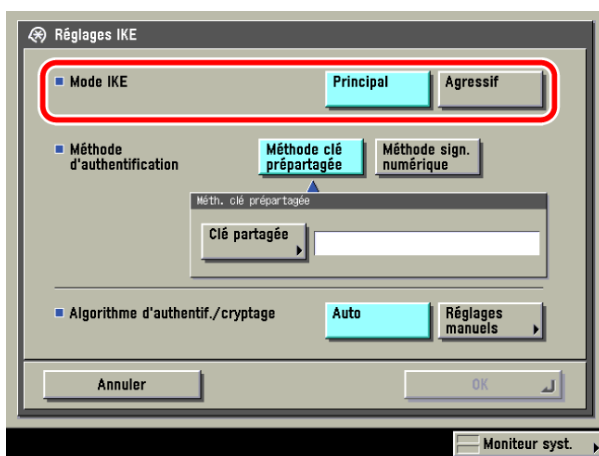 Réglages IKE
Mode IKE
Principal
Agressif
Méthode
d'authentification
Méthode clé
prépartagée
Méthode sign.
numérique
Méth. clé prépartagée
Clé partagée
Algorithme d'authentif./cryptage
Auto
Réglages
manuels
Annuler
OK
Moniteur syst.